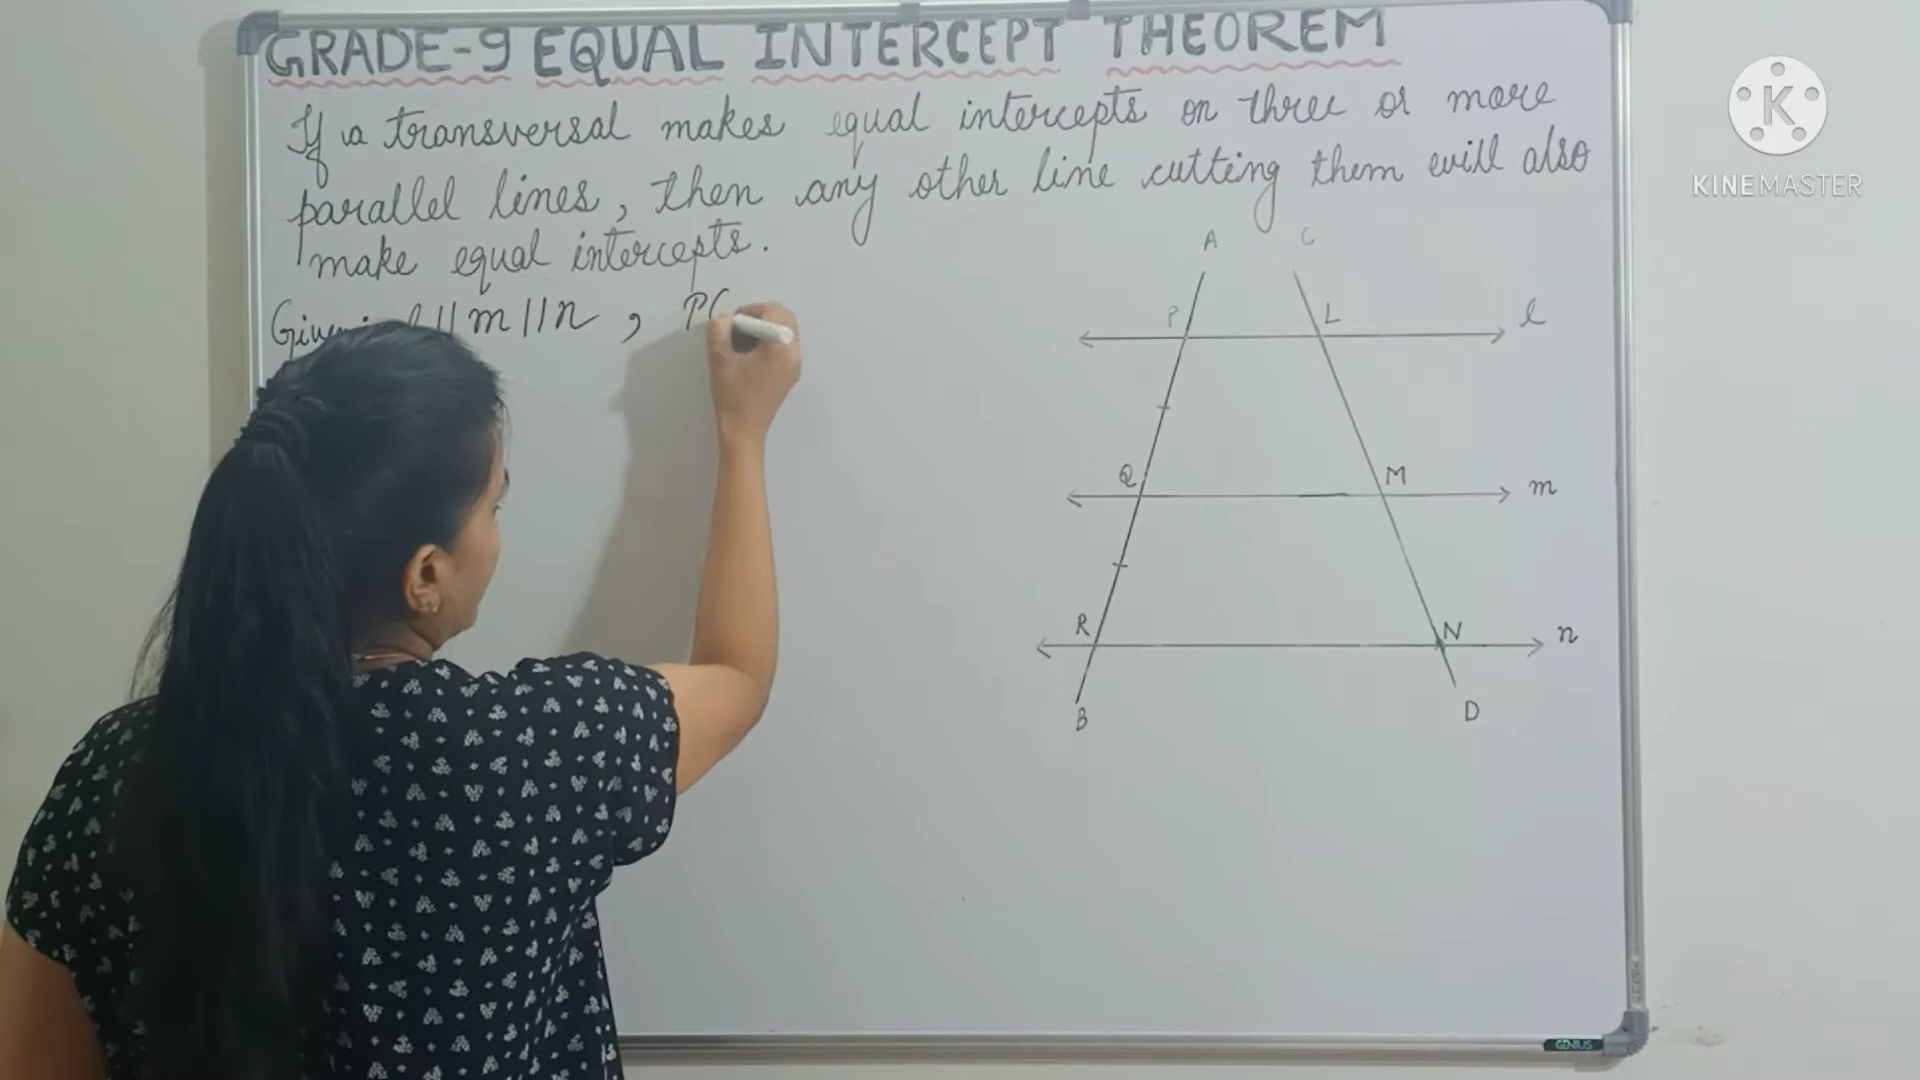 GRADE-9 EQUAL INTERCEPT THEOREM
If a transversal makes equal intercepts on three or more
parallel lines, then any other line cutting them will also
make equal intercepts.
l || m || n ,
A C
P L l
Q M m
R N n
B D
K
KINEMASTER
GENIUS